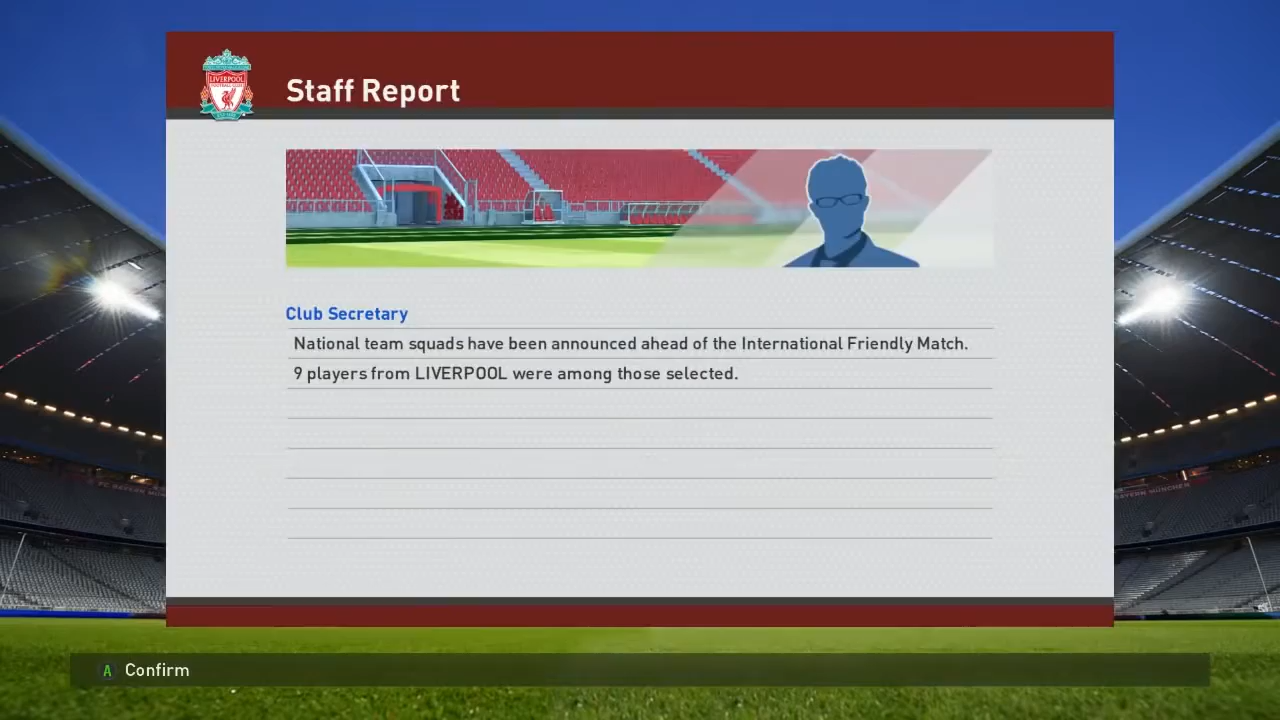 LIVERPOOL
Staff Report
Club Secretary
National team squads have been announced ahead of the International Friendly Match.
9 players from LIVERPOOL were among those selected.
A Confirm